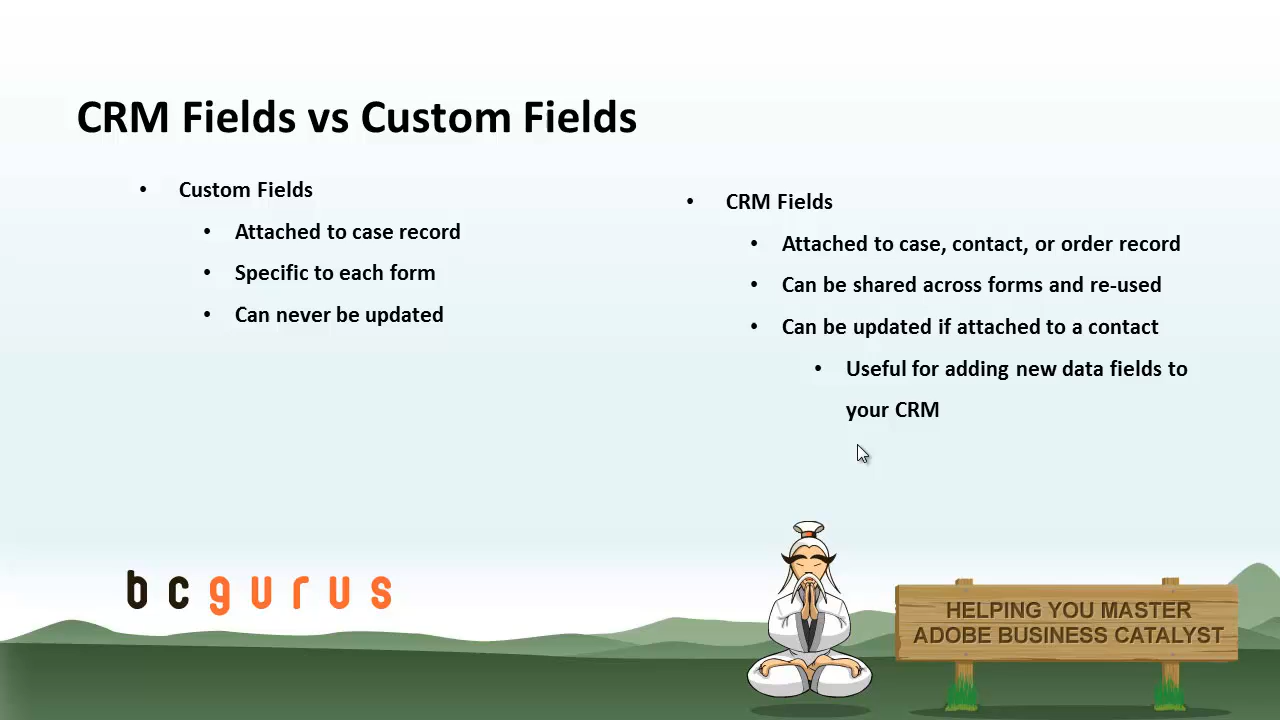 CRM Fields vs Custom Fields
• Custom Fields
• Attached to case record
• Specific to each form
• Can never be updated
• CRM Fields
• Attached to case, contact, or order record
• Can be shared across forms and re-used
• Can be updated if attached to a contact
• Useful for adding new data fields to
your CRM
bcgurus
HELPING YOU MASTER
ADOBE BUSINESS CATALYST